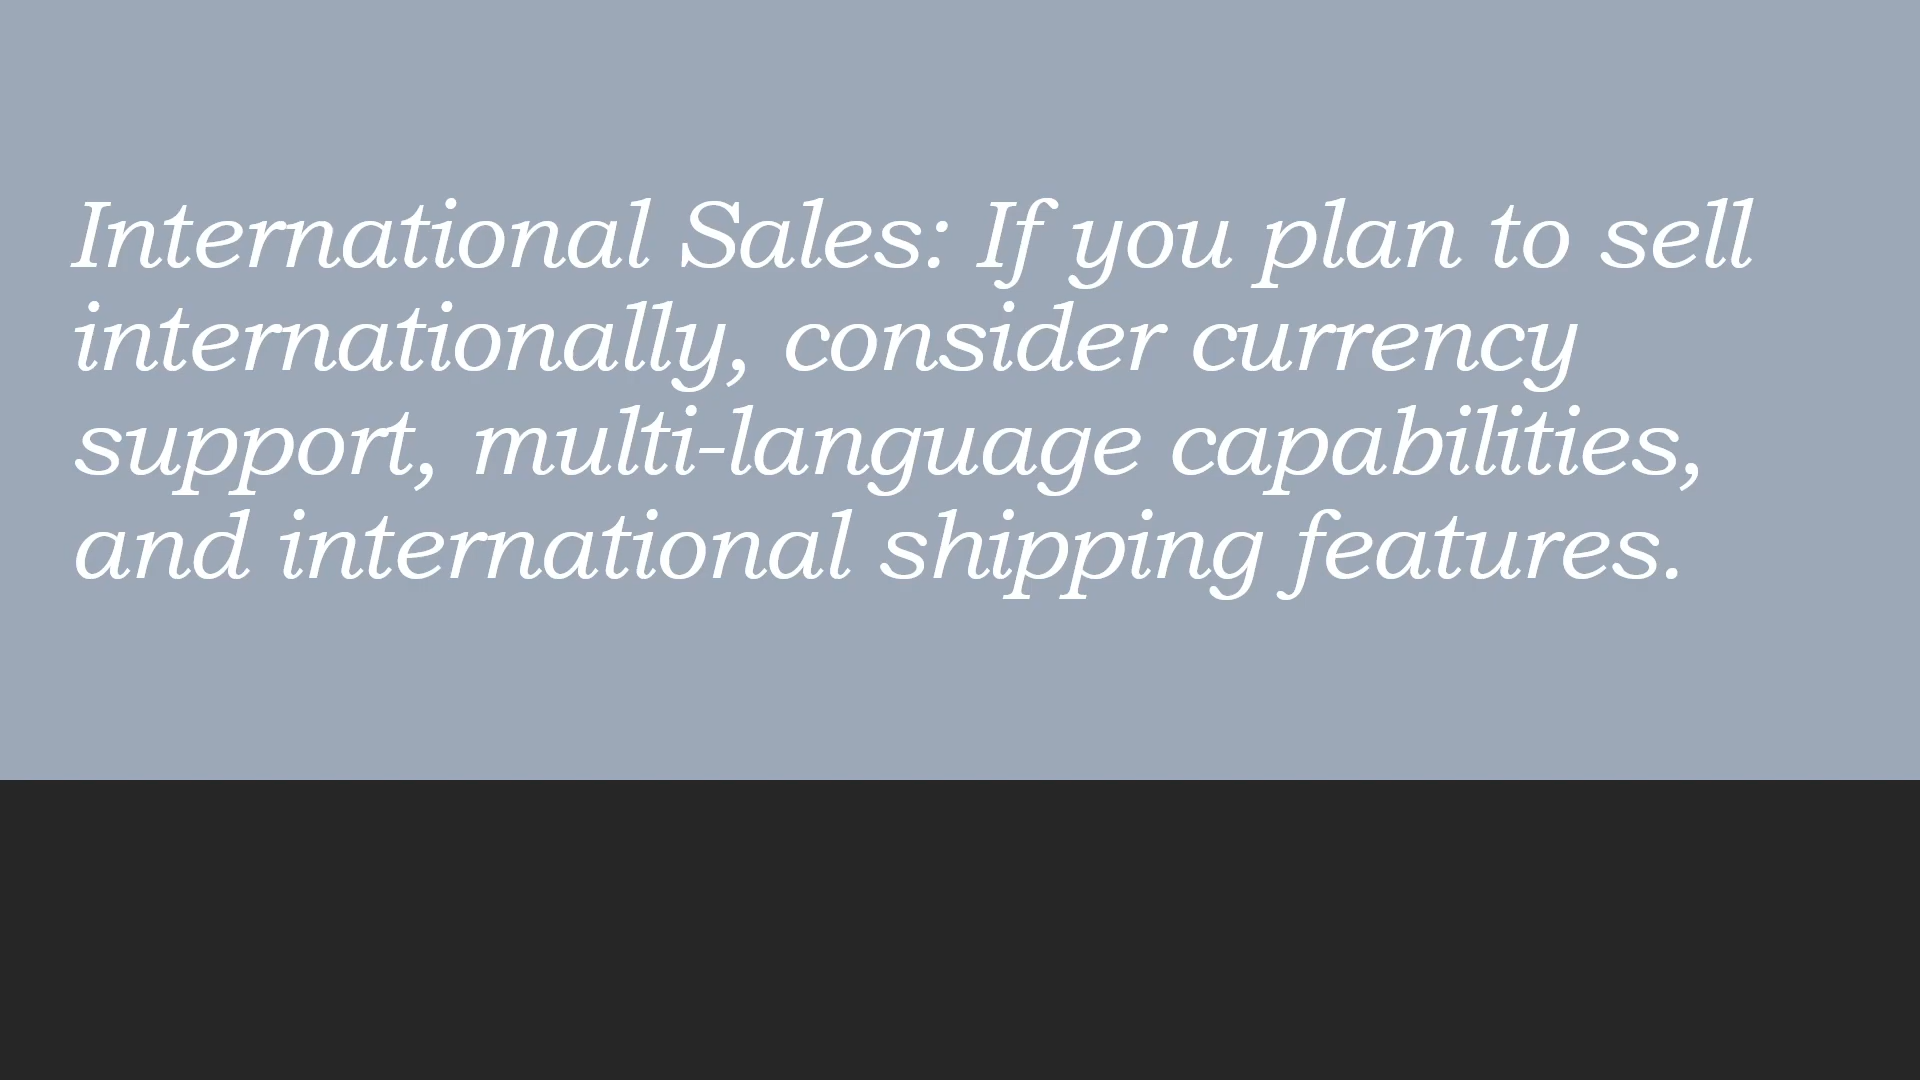 International Sales: If you plan to sell
internationally, consider currency
support, multi-language capabilities,
and international shipping features.